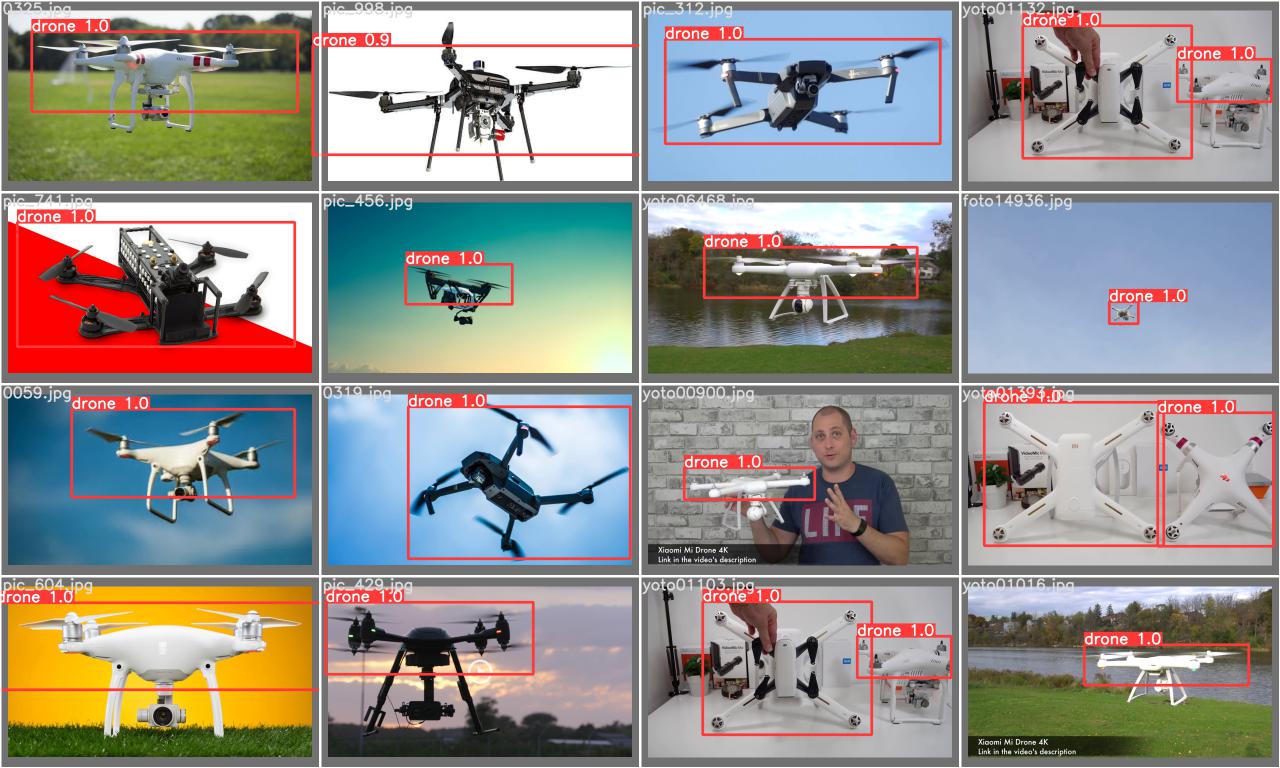 0325.jpg
drone 1.0
pic_998.jpg
drone 0.9
pic_312.jpg
drone 1.0
yoto01132.jpg
drone 1.0
drone 1.0
pic_741.jpg
drone 1.0
pic_456.jpg
drone 1.0
yoto06468.jpg
drone 1.0
foto14936.jpg
drone 1.0
0059.jpg
drone 1.0
0319.jpg
drone 1.0
yoto00900.jpg
drone 1.0
LIFE
Xiaomi Mi Drone 4K
Link in the video's description
yoto01393.jpg
drone 1.0
drone 1.0
VideoMic
pic_604.jpg
drone 1.0
pic_429.jpg
drone 1.0
yoto01103.jpg
drone 1.0
drone 1.0
yoto01016.jpg
drone 1.0
Xiaomi Mi Drone 4K
Link in the video's description